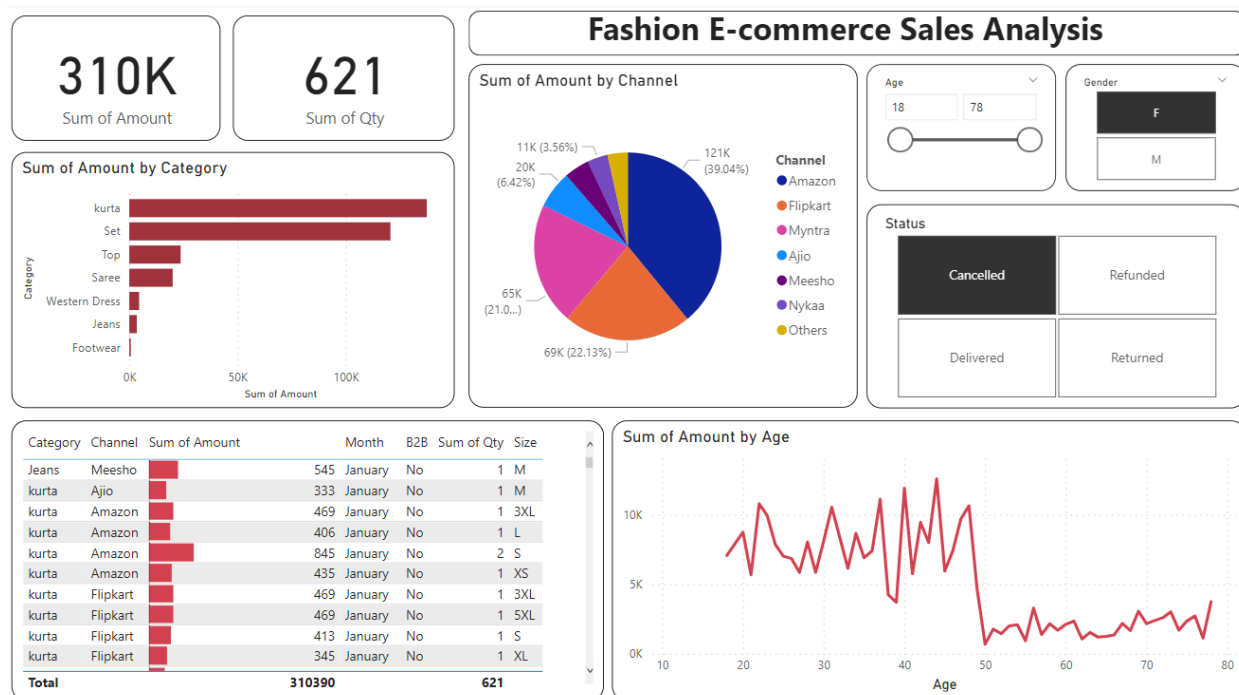 Fashion E-commerce Sales Analysis
310K
Sum of Amount
621
Sum of Qty
Sum of Amount by Category
Category
kurta
Set
Top
Saree
Western Dress
Jeans
Footwear
0K 50K 100K
Sum of Amount
Sum of Amount by Channel
121K
(39.04%)
69K (22.13%)
65K
(21.0...)
20K
(6.42%)
11K (3.56%)
Channel
Amazon
Flipkart
Myntra
Ajio
Meesho
Nykaa
Others
Age
18 78
Gender
F
M
Status
Cancelled Refunded
Delivered Returned
Category Channel Sum of Amount Month B2B Sum of Qty Size
Jeans Meesho 545 January No 1 M
kurta Ajio 333 January No 1 M
kurta Amazon 469 January No 1 3XL
kurta Amazon 406 January No 1 L
kurta Amazon 845 January No 2 S
kurta Amazon 435 January No 1 XS
kurta Flipkart 469 January No 1 3XL
kurta Flipkart 469 January No 1 5XL
kurta Flipkart 413 January No 1 S
kurta Flipkart 345 January No 1 XL
Total 310390 621
Sum of Amount by Age
10K
5K
0K
10 20 30 40 50 60 70 80
Age